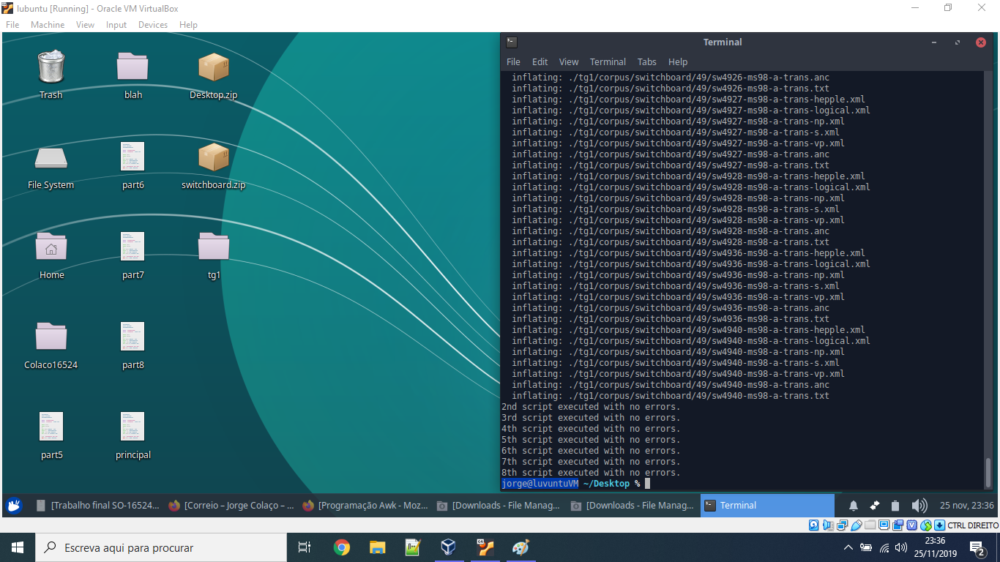 lubuntu [Running] - Oracle VM VirtualBox
File Machine View Input Devices Help
Trash
blah
Desktop.zip
File System
part6
switchboard.zip
Home
part7
tg1
Colaco16524
part8
part5
principal
Terminal
File Edit View Terminal Tabs Help
inflating: ./tg1/corpus/switchboard/49/sw4926-ms98-a-trans.anc
inflating: ./tg1/corpus/switchboard/49/sw4926-ms98-a-trans.txt
inflating: ./tg1/corpus/switchboard/49/sw4927-ms98-a-trans-hepple.xml
inflating: ./tg1/corpus/switchboard/49/sw4927-ms98-a-trans-logical.xml
inflating: ./tg1/corpus/switchboard/49/sw4927-ms98-a-trans-np.xml
inflating: ./tg1/corpus/switchboard/49/sw4927-ms98-a-trans-s.xml
inflating: ./tg1/corpus/switchboard/49/sw4927-ms98-a-trans-vp.xml
inflating: ./tg1/corpus/switchboard/49/sw4927-ms98-a-trans.anc
inflating: ./tg1/corpus/switchboard/49/sw4927-ms98-a-trans.txt
inflating: ./tg1/corpus/switchboard/49/sw4928-ms98-a-trans-hepple.xml
inflating: ./tg1/corpus/switchboard/49/sw4928-ms98-a-trans-logical.xml
inflating: ./tg1/corpus/switchboard/49/sw4928-ms98-a-trans-np.xml
inflating: ./tg1/corpus/switchboard/49/sw4928-ms98-a-trans-s.xml
inflating: ./tg1/corpus/switchboard/49/sw4928-ms98-a-trans-vp.xml
inflating: ./tg1/corpus/switchboard/49/sw4928-ms98-a-trans.anc
inflating: ./tg1/corpus/switchboard/49/sw4928-ms98-a-trans.txt
inflating: ./tg1/corpus/switchboard/49/sw4936-ms98-a-trans-hepple.xml
inflating: ./tg1/corpus/switchboard/49/sw4936-ms98-a-trans-logical.xml
inflating: ./tg1/corpus/switchboard/49/sw4936-ms98-a-trans-np.xml
inflating: ./tg1/corpus/switchboard/49/sw4936-ms98-a-trans-s.xml
inflating: ./tg1/corpus/switchboard/49/sw4936-ms98-a-trans-vp.xml
inflating: ./tg1/corpus/switchboard/49/sw4936-ms98-a-trans.anc
inflating: ./tg1/corpus/switchboard/49/sw4936-ms98-a-trans.txt
inflating: ./tg1/corpus/switchboard/49/sw4940-ms98-a-trans-hepple.xml
inflating: ./tg1/corpus/switchboard/49/sw4940-ms98-a-trans-logical.xml
inflating: ./tg1/corpus/switchboard/49/sw4940-ms98-a-trans-np.xml
inflating: ./tg1/corpus/switchboard/49/sw4940-ms98-a-trans-s.xml
inflating: ./tg1/corpus/switchboard/49/sw4940-ms98-a-trans-vp.xml
inflating: ./tg1/corpus/switchboard/49/sw4940-ms98-a-trans.anc
inflating: ./tg1/corpus/switchboard/49/sw4940-ms98-a-trans.txt
2nd script executed with no errors.
3rd script executed with no errors.
4th script executed with no errors.
5th script executed with no errors.
6th script executed with no errors.
7th script executed with no errors.
8th script executed with no errors.
jorge@luvuntuVM ~/Desktop %
[Trabalho final SO-16524... [Correio – Jorge Colaço – ... [Programação Awk - Moz... [Downloads - File Manag... [Downloads - File Manag... Terminal 25 nov, 23:36
CTRL DIREITO
Escreva aqui para procurar
23:36
25/11/2019
2